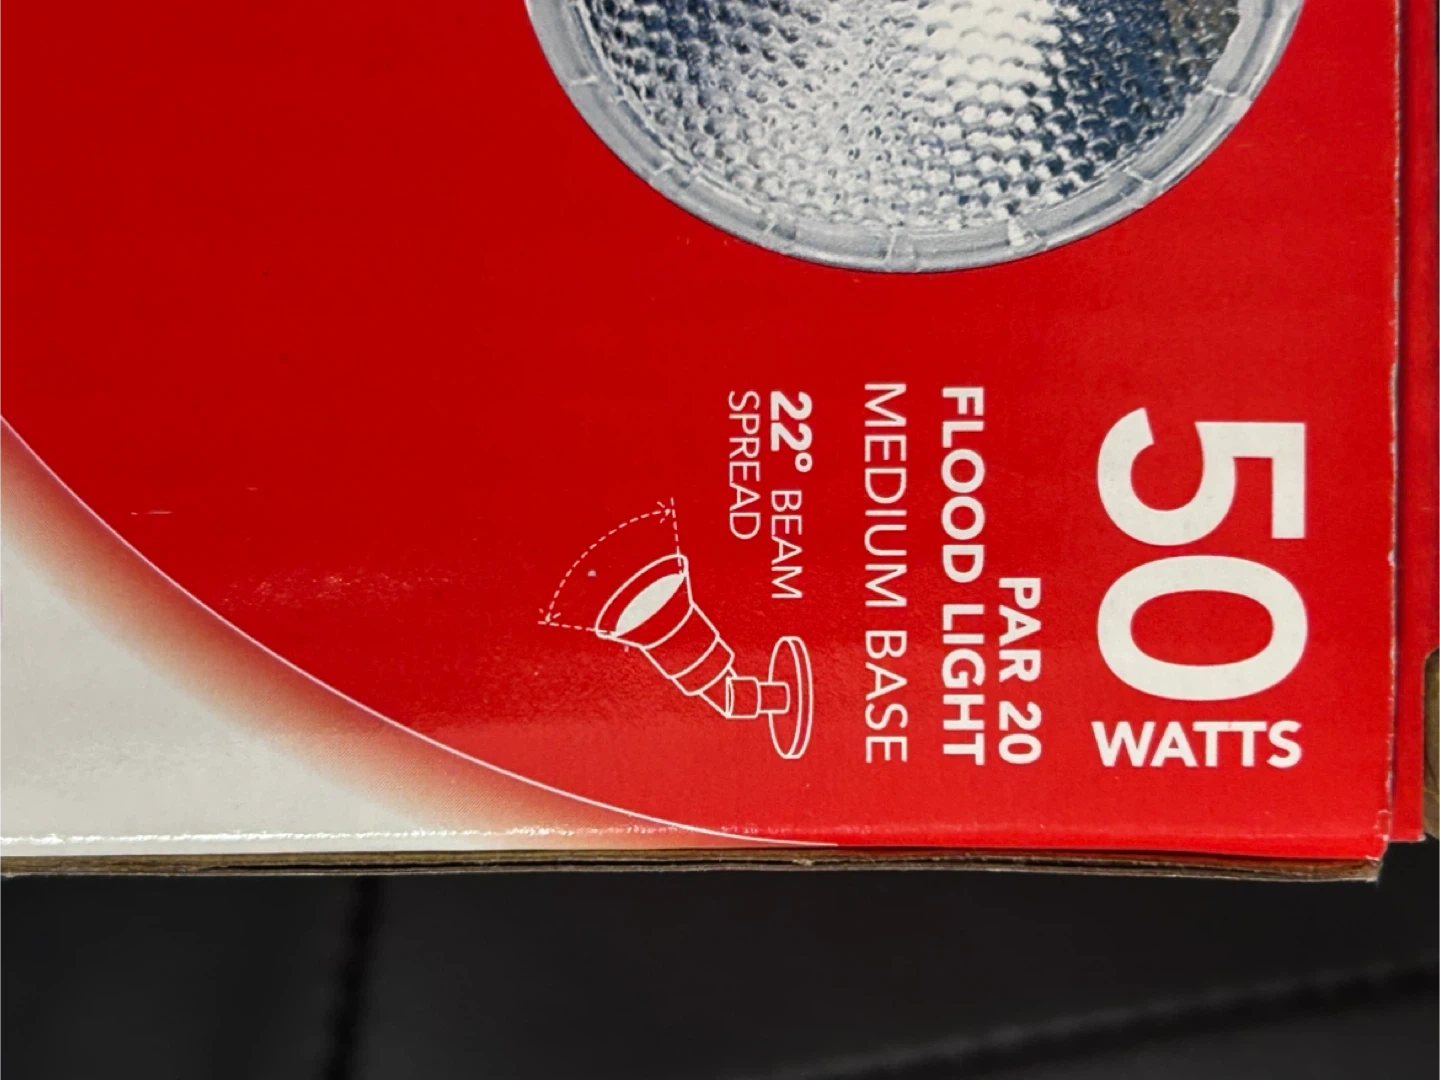 50
WATTS
PAR 20
FLOOD LIGHT
MEDIUM BASE
22° BEAM
SPREAD